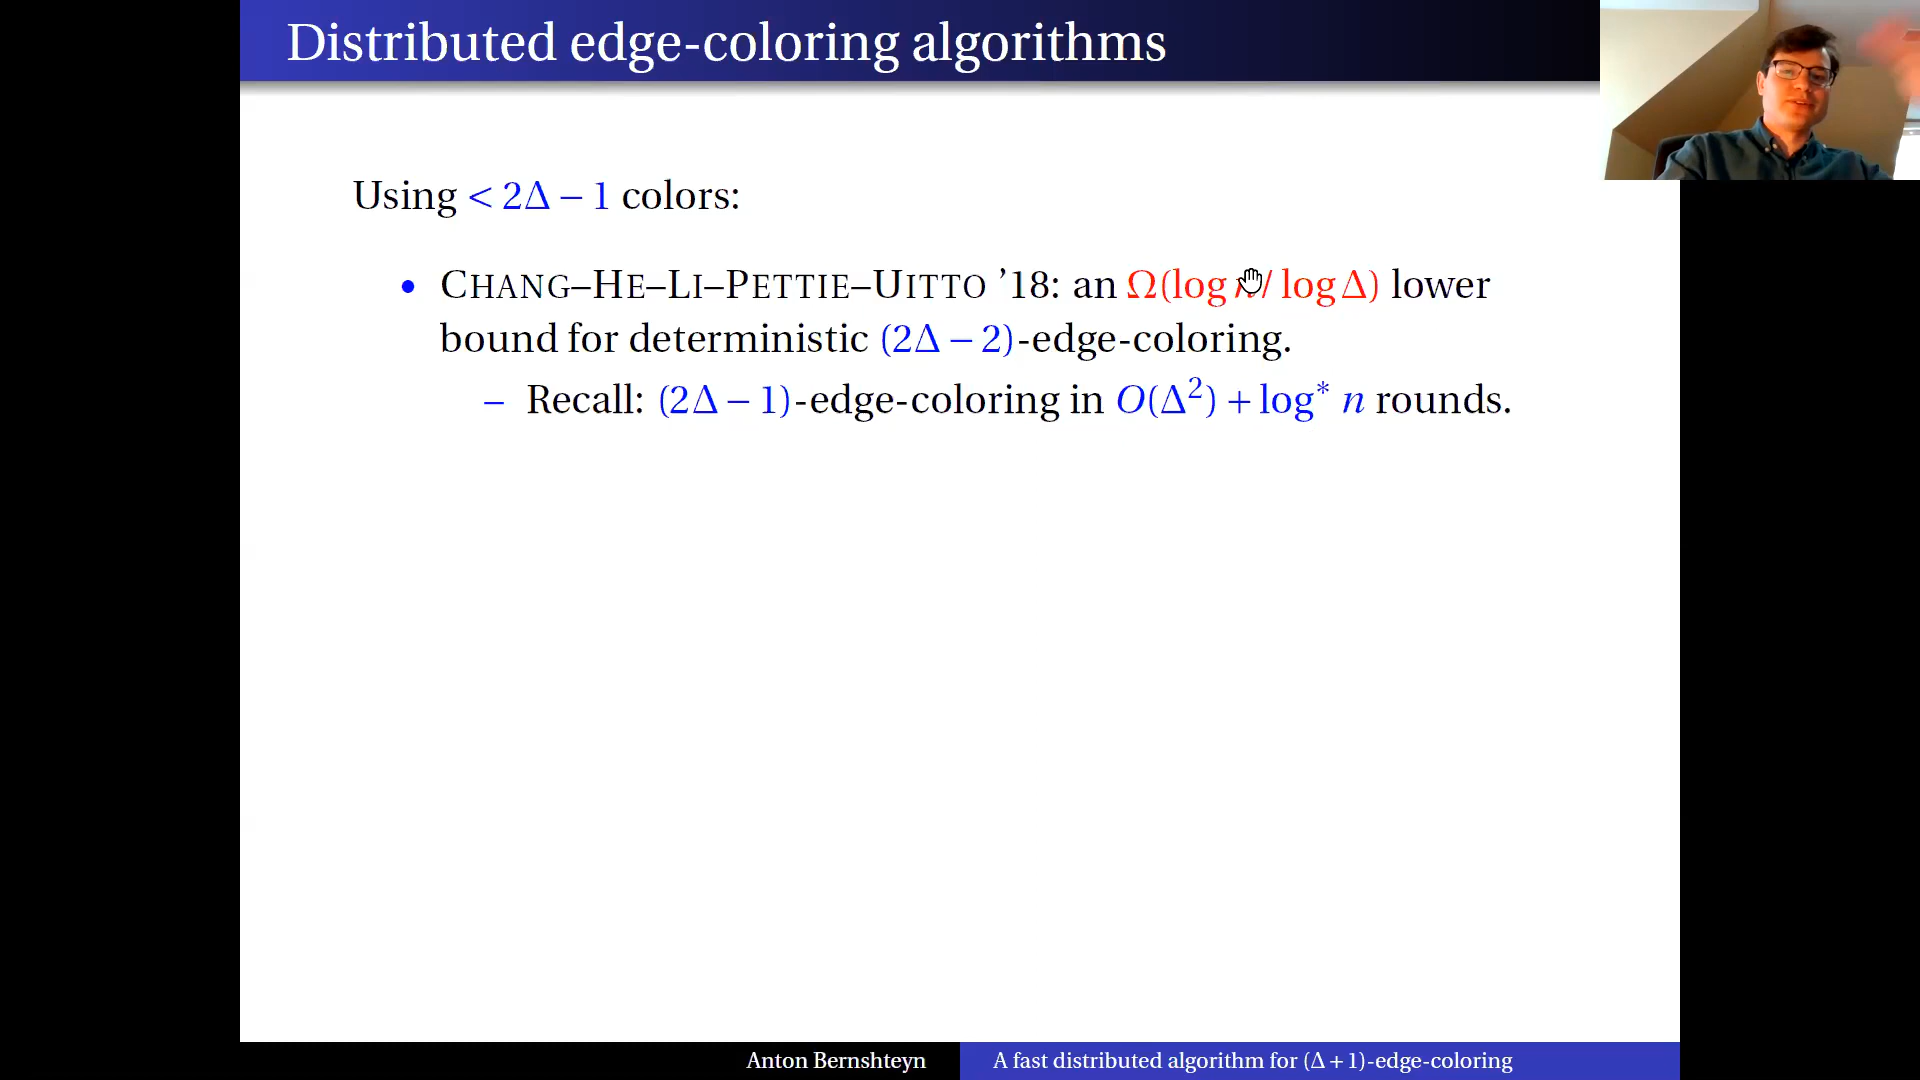 Distributed edge-coloring algorithms
Using < 2Δ − 1 colors:
• CHANG–HE–LI–PETTIE–UITTO ’18: an Ω(log n/ log Δ) lower
bound for deterministic (2Δ − 2)-edge-coloring.
– Recall: (2Δ − 1)-edge-coloring in O(Δ²) + log* n rounds.
Anton Bernshteyn
A fast distributed algorithm for (Δ + 1)-edge-coloring